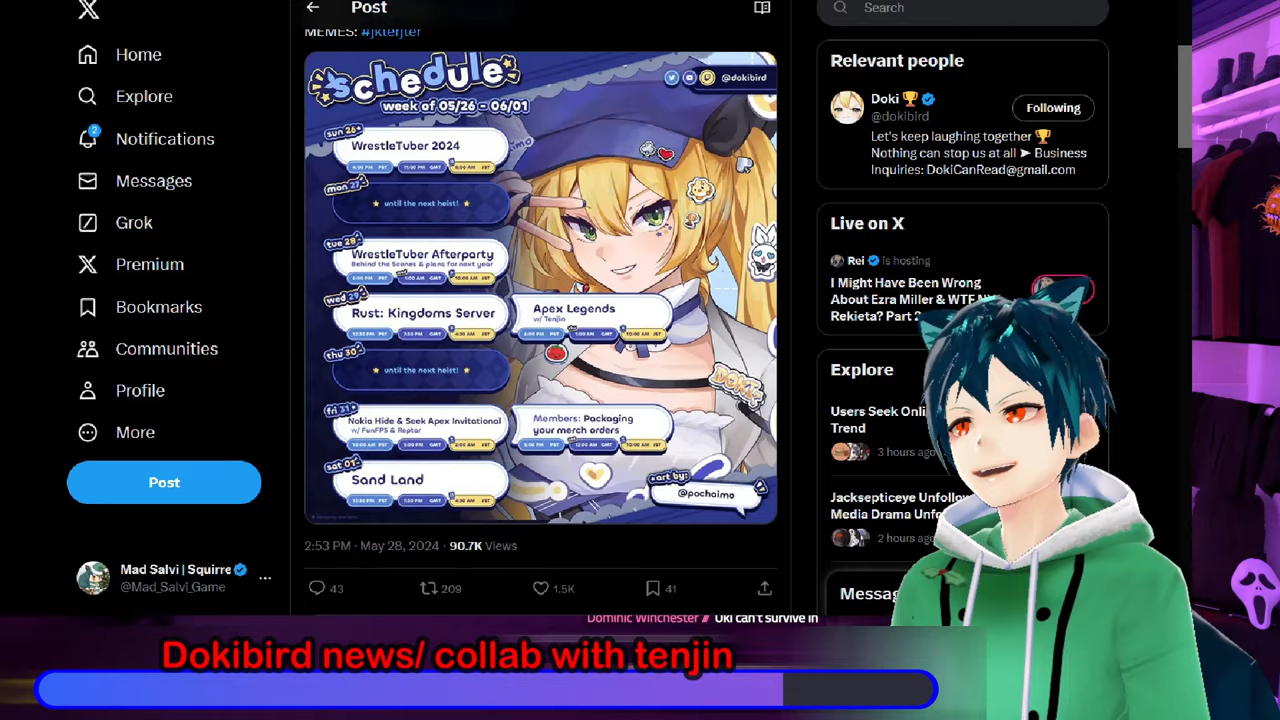 Post
Search
MEMES: #jkterjter
Home
Explore
Notifications
2
Messages
Grok
Premium
Bookmarks
Communities
Profile
More
Post
Mad Salvi | Squirre
@Mad_Salvi_Game
schedule
week of 05/26 - 06/01
@dokibird
sun 26
WrestleTuber 2024
mon 27
until the next heist!
tue 28
WrestleTuber Afterparty
Behind the Scenes & plans for next year
wed 29
Rust: Kingdoms Server
Apex Legends
w/ Tenjin
thu 30
until the next heist!
fri 31
Nokia Hide & Seek Apex Invitational
w/ FunFPS & Reptar
Members: Packaging
your merch orders
sat 01
Sand Land
DOKI
art by:
@pochaimo
2:53 PM · May 28, 2024 · 90.7K Views
43
209
1.5K
41
Relevant people
Doki
@dokibird
Following
Let's keep laughing together
Nothing can stop us at all ➤ Business
Inquiries: DokiCanRead@gmail.com
Live on X
Rei is hosting
I Might Have Been Wrong
About Ezra Miller & WTF
Rekieta? Part 2
Explore
Users Seek Onli
Trend
3 hours ago
Jacksepticeye Unfollow
Media Drama Unfo
2 hours ago
Messag
Dominic Winchester // Oki can't survive in
Dokibird news/ collab with tenjin